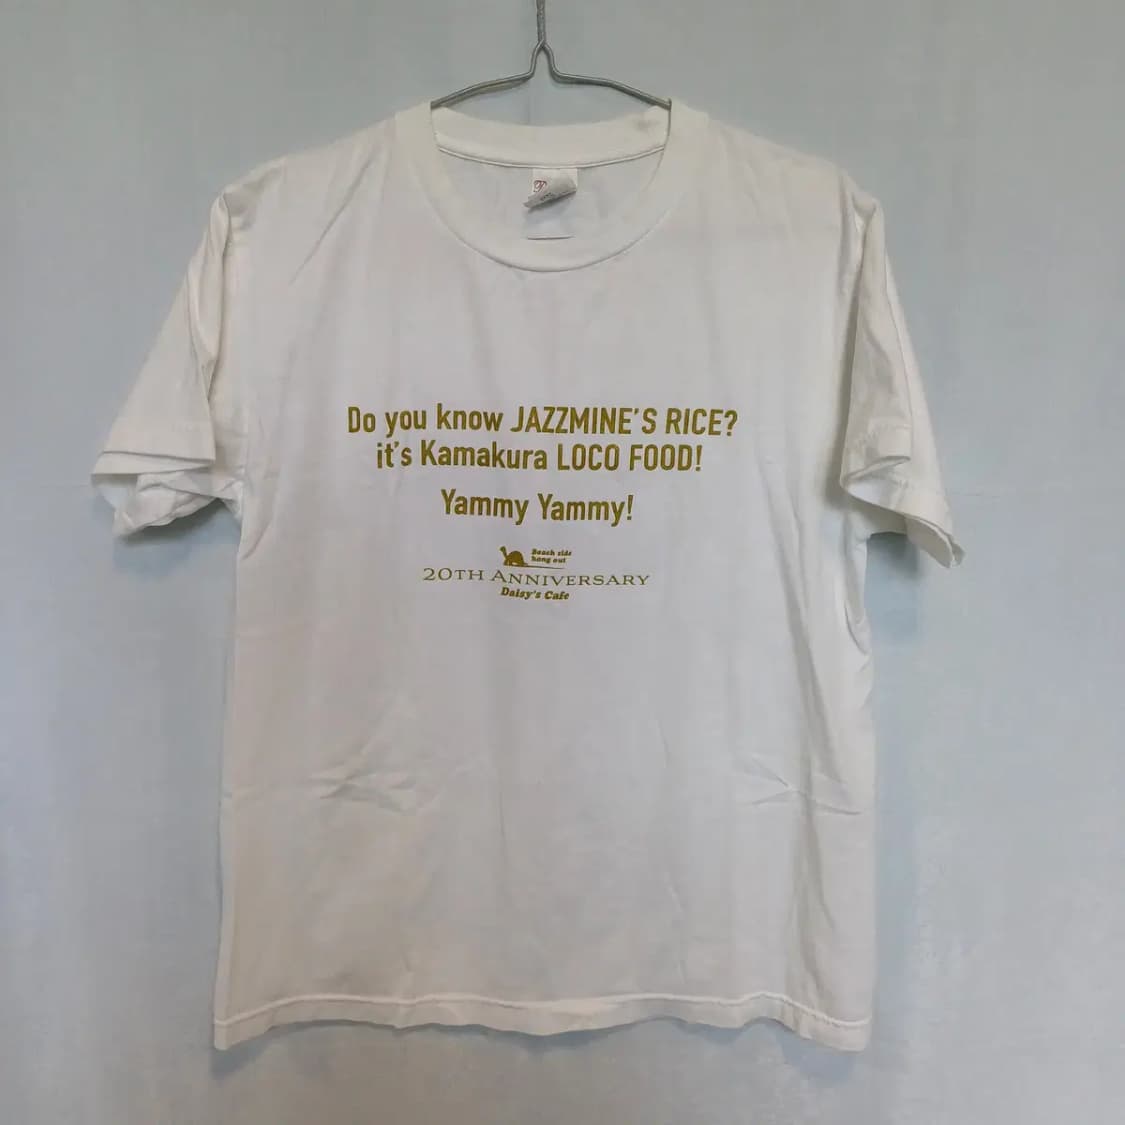 Do you know JAZZMINE'S RICE?
it's Kamakura LOCO FOOD!
Yammy Yammy!
Beach side
hang out
20TH ANNIVERSARY
Daisy's Cafe